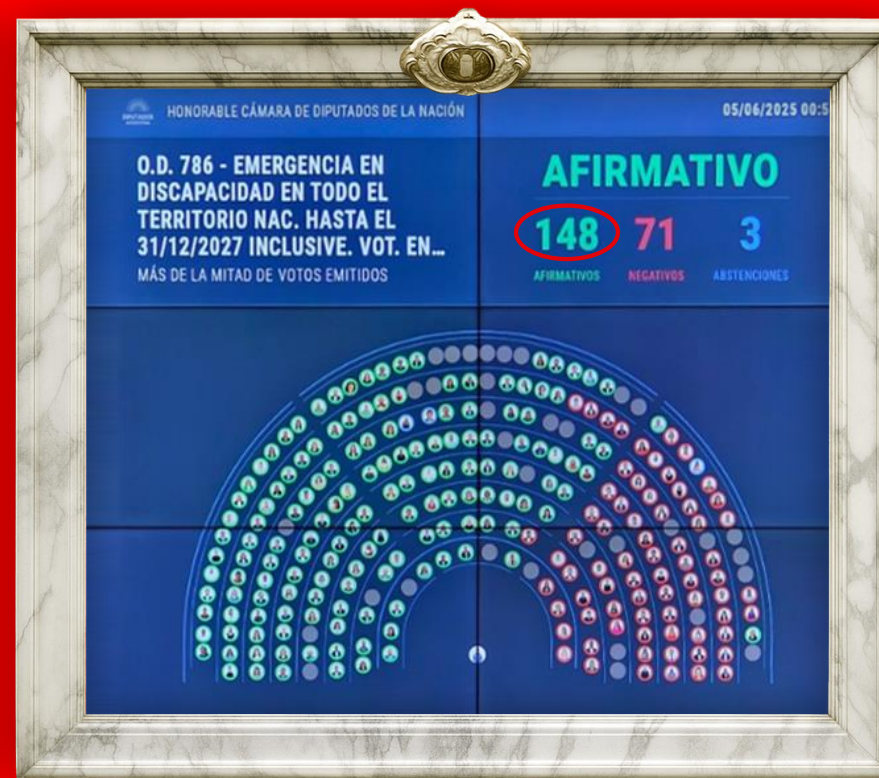 HONORABLE CÁMARA DE DIPUTADOS DE LA NACIÓN
05/06/2025 00:5
O.D. 786 - EMERGENCIA EN
DISCAPACIDAD EN TODO EL
TERRITORIO NAC. HASTA EL
31/12/2027 INCLUSIVE. VOT. EN...
MÁS DE LA MITAD DE VOTOS EMITIDOS
AFIRMATIVO
148 71 3
AFIRMATIVOS NEGATIVOS ABSTENCIONES